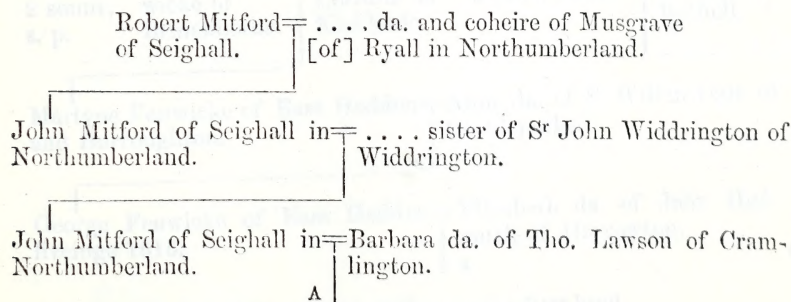 Robert Mitford= .... da. and coheire of Musgrave
of Seighall. [of] Ryall in Northumberland.
John Mitford of Seighall in= .... sister of Sr John Widdrington of
Northumberland. Widdrington.
John Mitford of Seighall in=Barbara da. of Tho. Lawson of Cram-
Northumberland. lington.
A